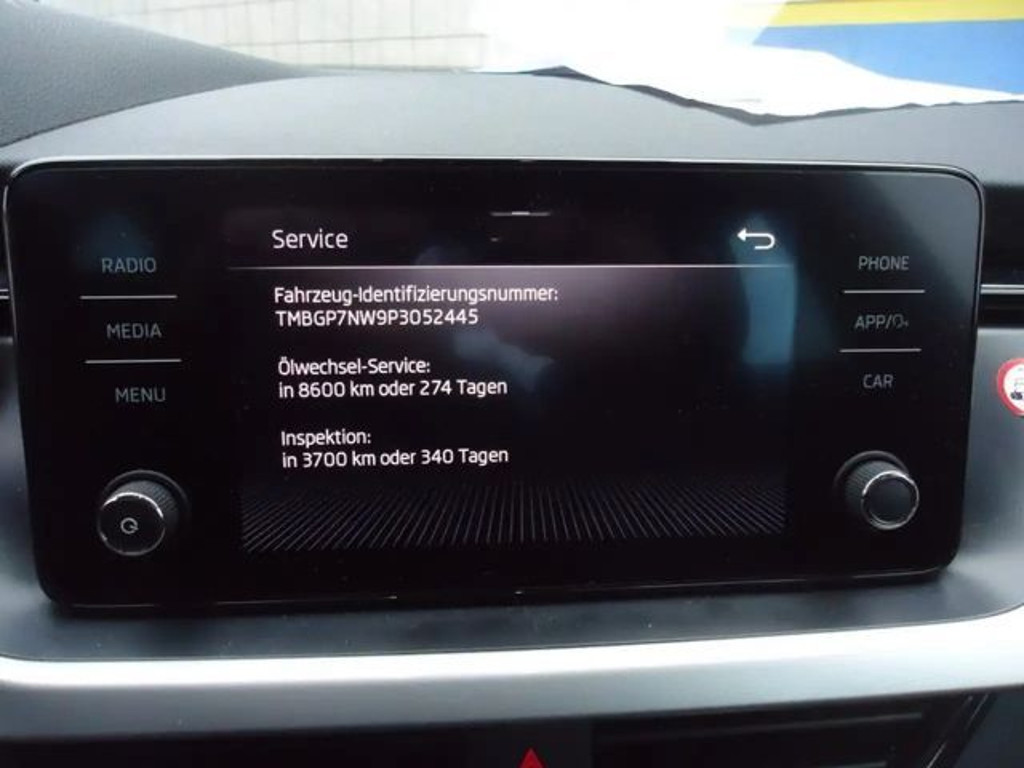 Service
RADIO
MEDIA
MENU
Fahrzeug-Identifizierungsnummer:
TMBGP7NW9P3052445
Ölwechsel-Service:
in 8600 km oder 274 Tagen
Inspektion:
in 3700 km oder 340 Tagen
PHONE
APP/
CAR